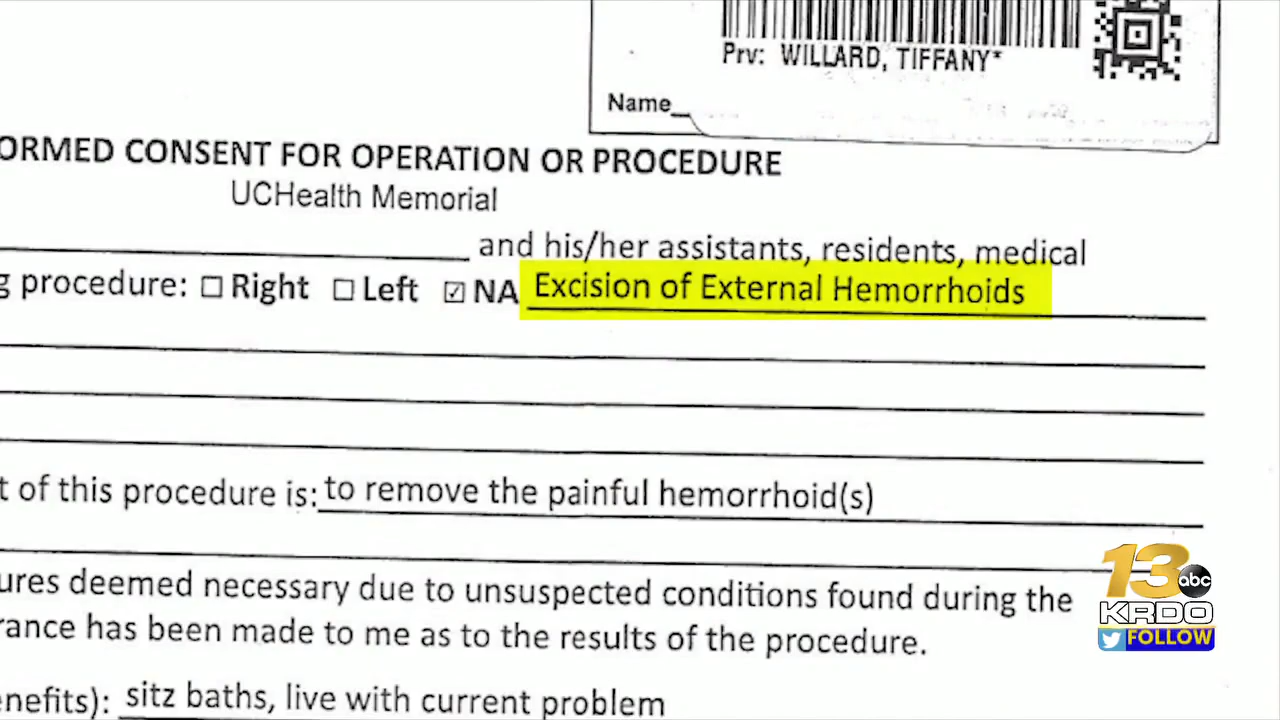 Prv: WILLARD, TIFFANY*
Name_
ORMED CONSENT FOR OPERATION OR PROCEDURE
UCHealth Memorial
and his/her assistants, residents, medical
g procedure: ☐ Right ☐ Left ☑ NA Excision of External Hemorrhoids
t of this procedure is: to remove the painful hemorrhoid(s)
ures deemed necessary due to unsuspected conditions found during the
rance has been made to me as to the results of the procedure.
enefits): sitz baths, live with current problem
13 abc
KRDO
FOLLOW